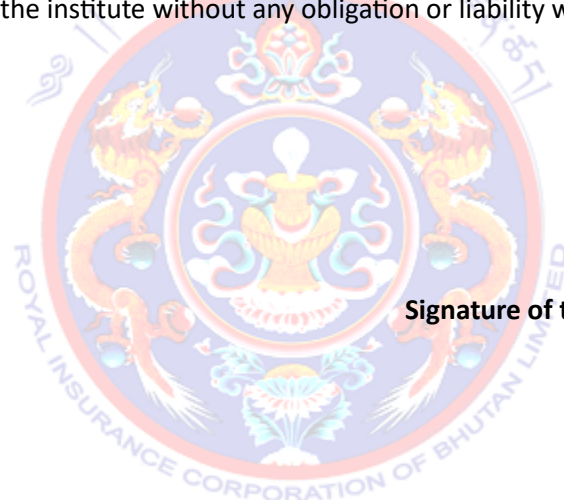 the institute without any obligation or liability w
Signature of t
ROYAL INSURANCE CORPORATION OF BHUTAN LIMITED